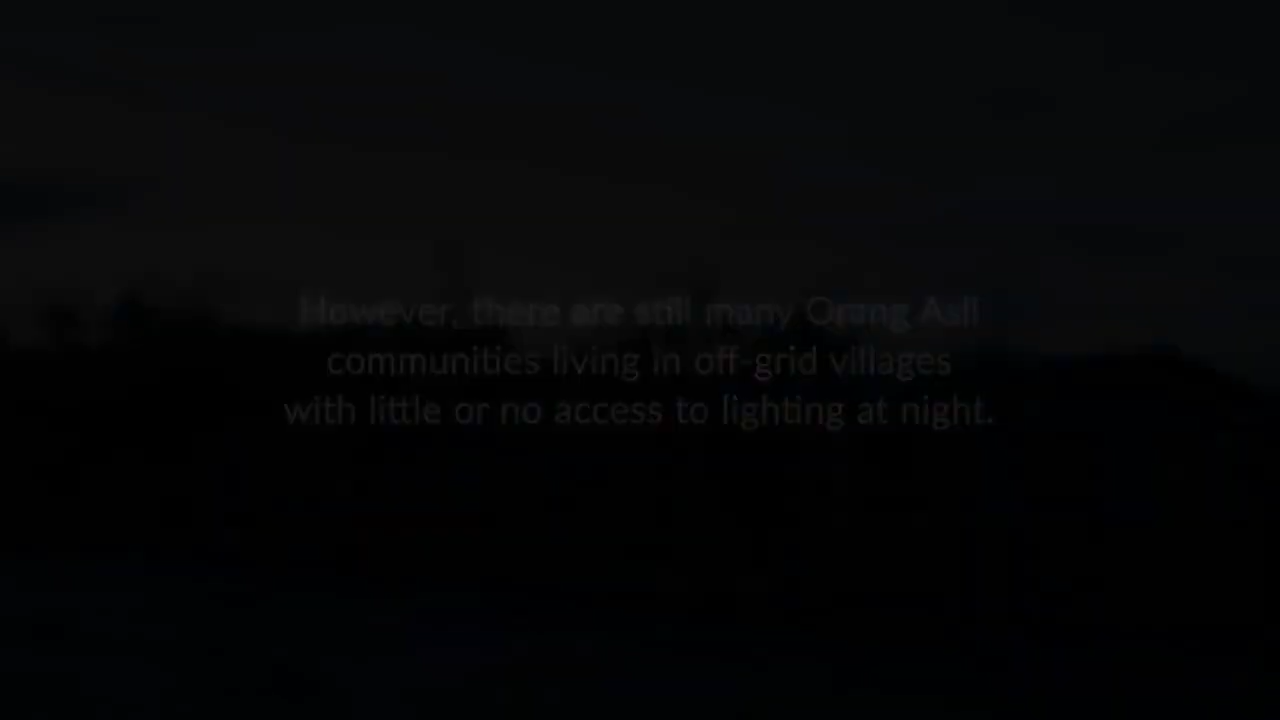 However, there are still many Orang Asli
communities living in off-grid villages
with little or no access to lighting at night.